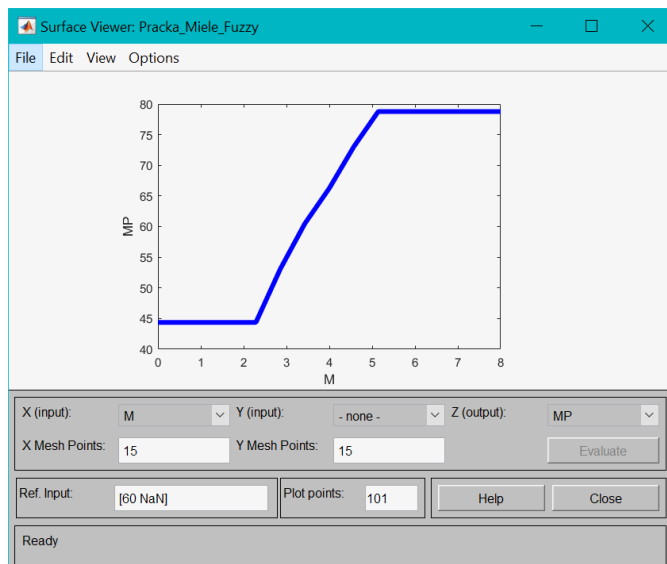 Surface Viewer: Pracka_Miele_Fuzzy
File Edit View Options
80
75
70
65
60
55
50
45
40
MP
0 1 2 3 4 5 6 7 8
M
X (input): M Y (input): - none - Z (output): MP
X Mesh Points: 15 Y Mesh Points: 15 Evaluate
Ref. Input: [60 NaN] Plot points: 101 Help Close
Ready